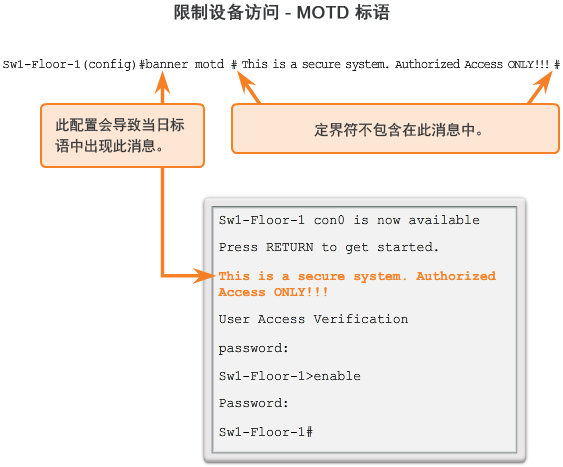 限制设备访问 - MOTD 标语
Sw1-Floor-1(config)#banner motd # This is a secure system. Authorized Access ONLY!!! #
此配置会导致当日标
语中出现此消息。
定界符不包含在此消息中。
Sw1-Floor-1 con0 is now available
Press RETURN to get started.
This is a secure system. Authorized
Access ONLY!!!
User Access Verification
password:
Sw1-Floor-1>enable
Password:
Sw1-Floor-1#